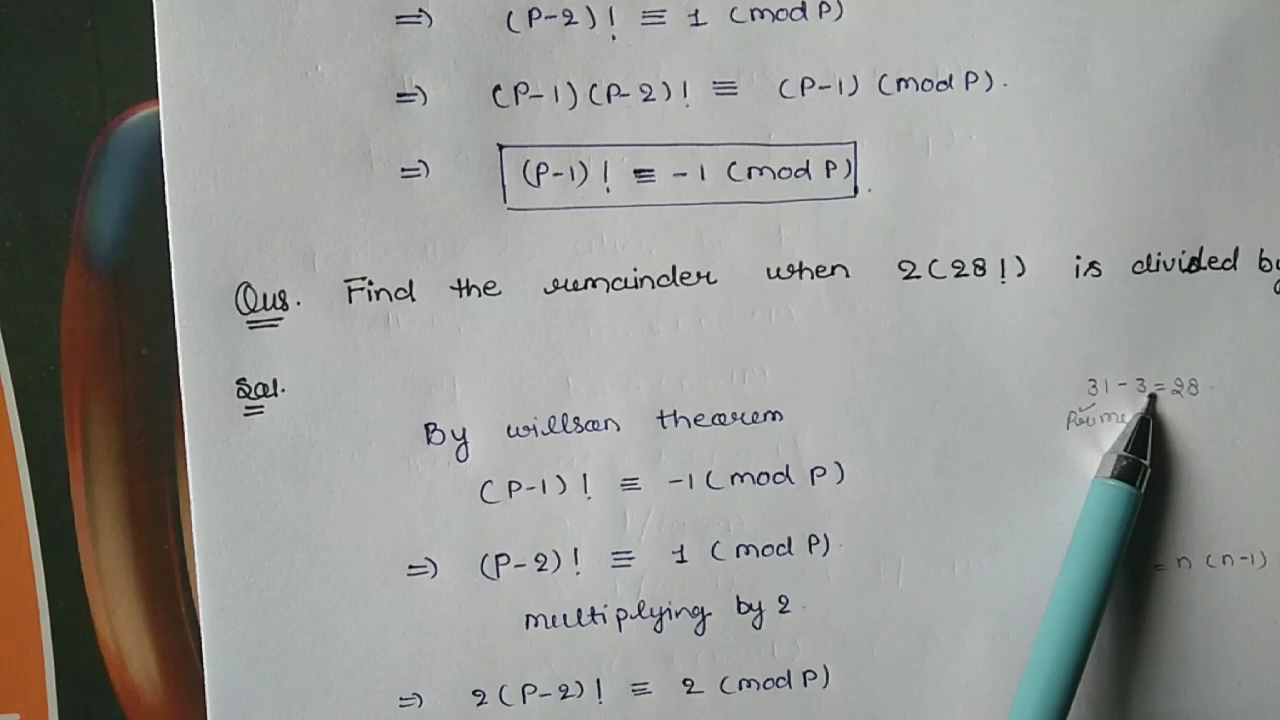 =) (P-2)! ≡ 1 (mod P)
=) (P-1)(P-2)! ≡ (P-1) (mod P).
=) (P-1)! ≡ -1 (mod P).
Qus. Find the remainder when 2(28!) is divided by
Sol.
31-3=28.
Prime
By willson theorem
(P-1)! ≡ -1 (mod P)
=) (P-2)! ≡ 1 (mod P).
= n (n-1)
multiplying by 2.
=) 2(P-2)! ≡ 2 (mod P)